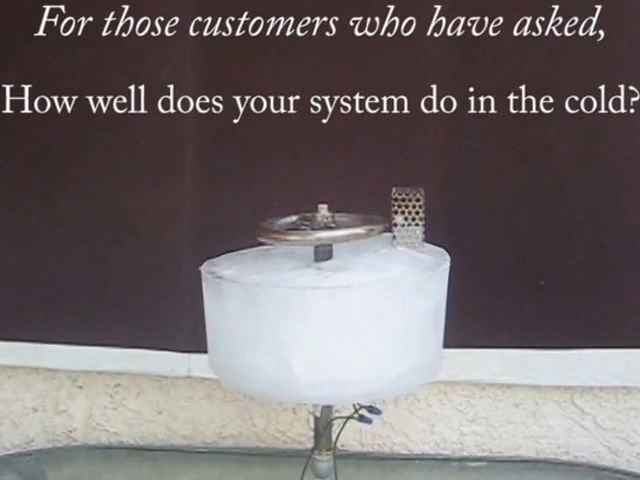 For those customers who have asked,
How well does your system do in the cold?